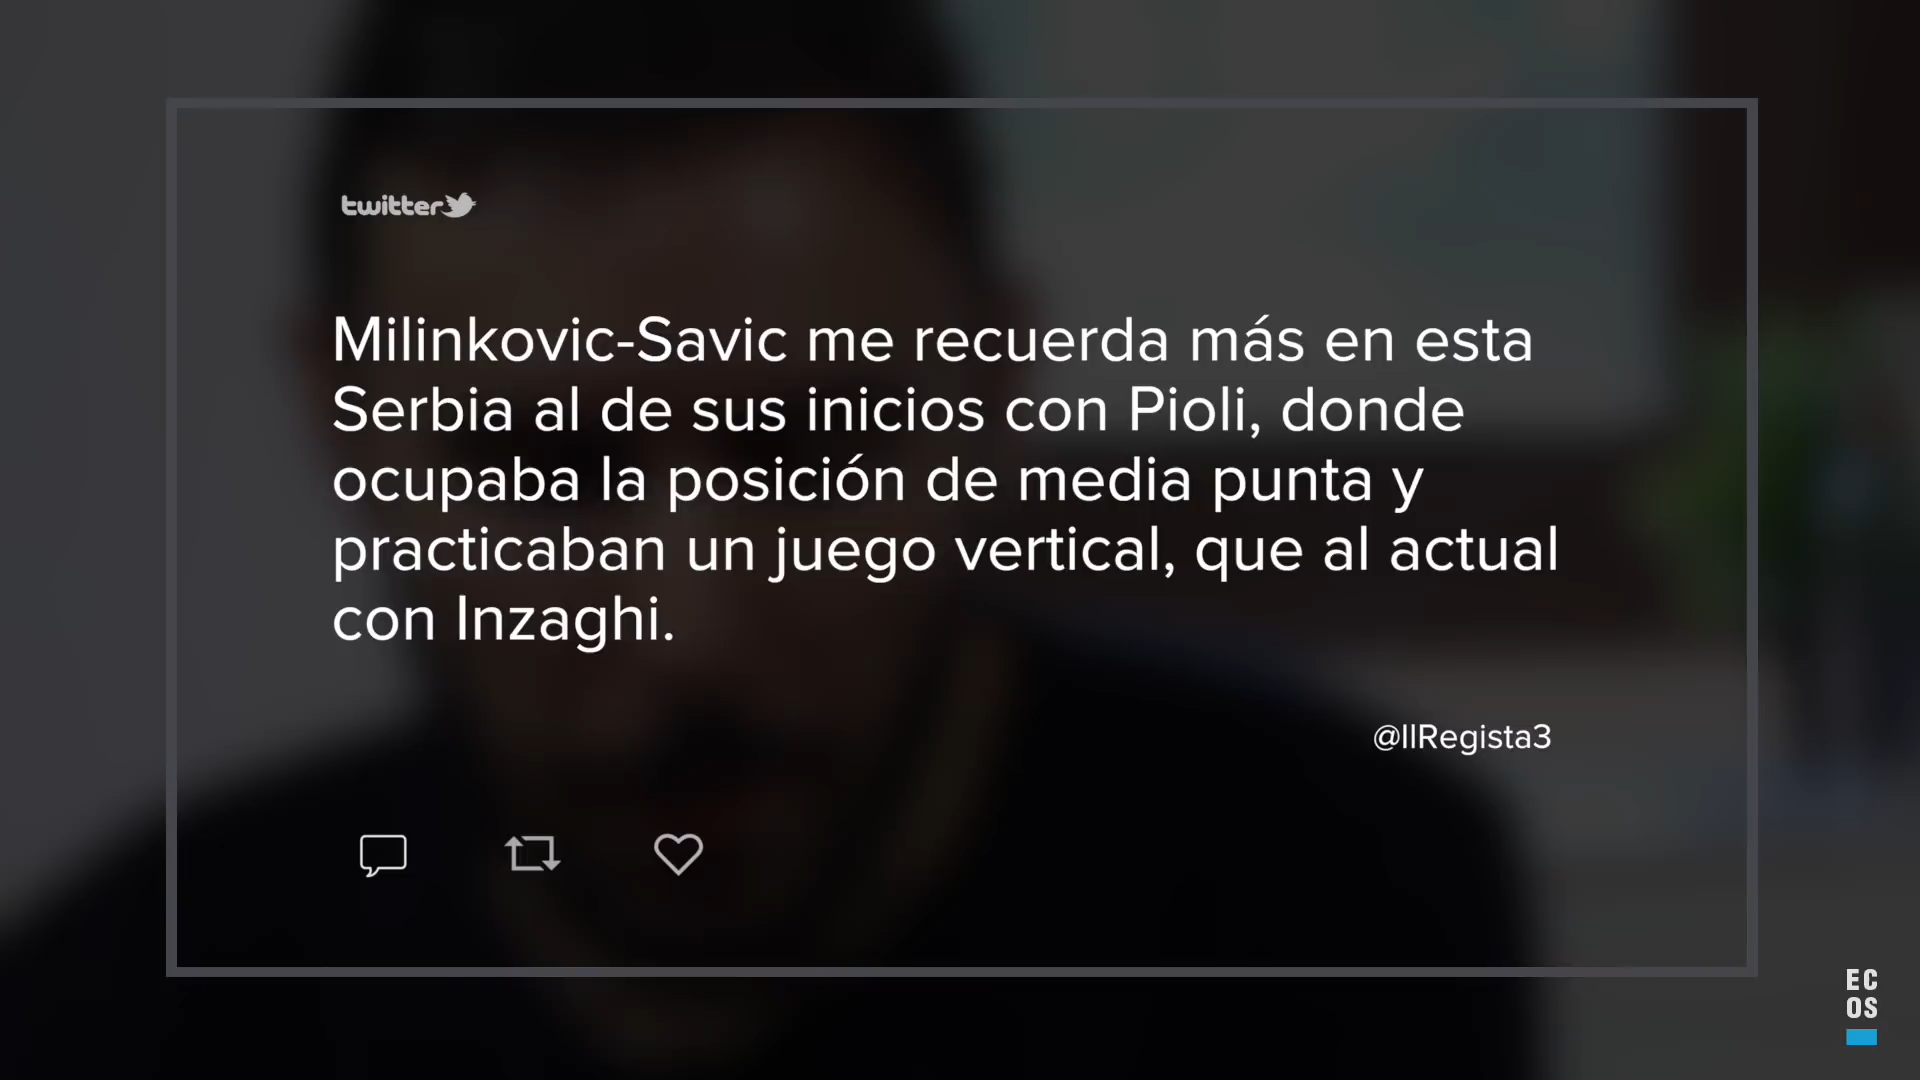 twitter
Milinkovic-Savic me recuerda más en esta
Serbia al de sus inicios con Pioli, donde
ocupaba la posición de media punta y
practicaban un juego vertical, que al actual
con Inzaghi.
@IlRegista3
EC
OS